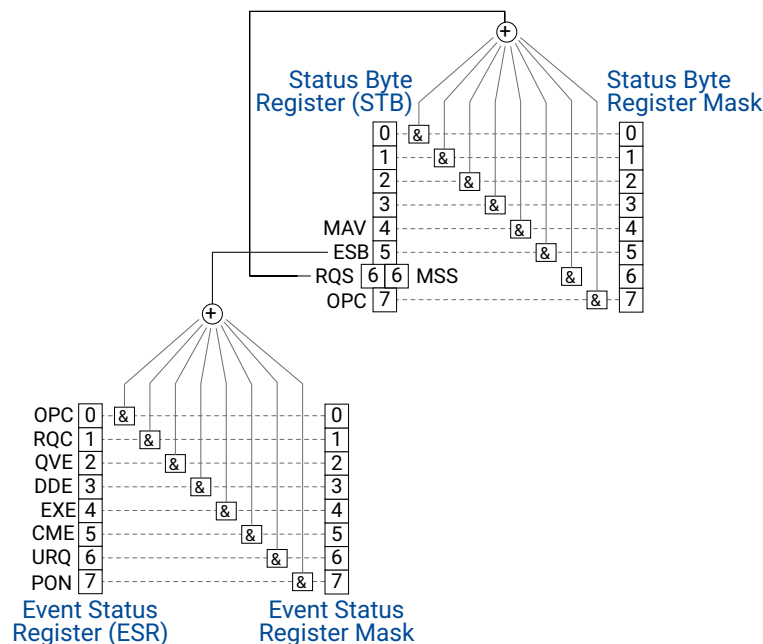 +
Status Byte
Register (STB)
Status Byte
Register Mask
0 & 0
1 & 1
2 & 2
3 & 3
MAV 4 & 4
ESB 5 & 5
RQS 6 6 MSS & 6
OPC 7 & 7
+
OPC 0 & 0
RQC 1 & 1
QVE 2 & 2
DDE 3 & 3
EXE 4 & 4
CME 5 & 5
URQ 6 & 6
PON 7 & 7
Event Status
Register (ESR)
Event Status
Register Mask